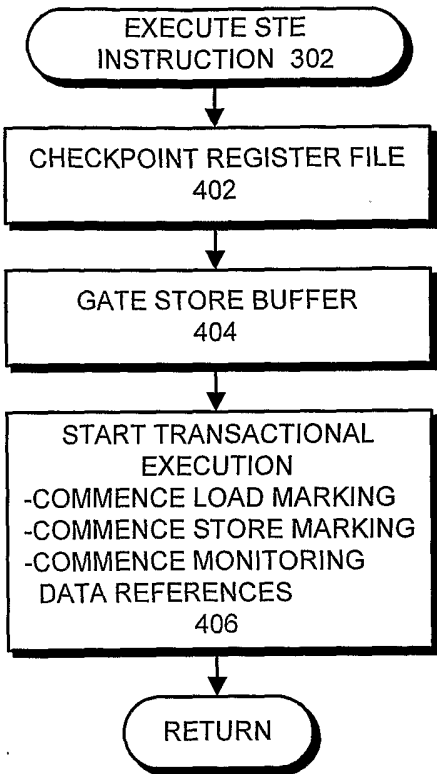 EXECUTE STE
INSTRUCTION 302
CHECKPOINT REGISTER FILE
402
GATE STORE BUFFER
404
START TRANSACTIONAL
EXECUTION
-COMMENCE LOAD MARKING
-COMMENCE STORE MARKING
-COMMENCE MONITORING
DATA REFERENCES
406
RETURN